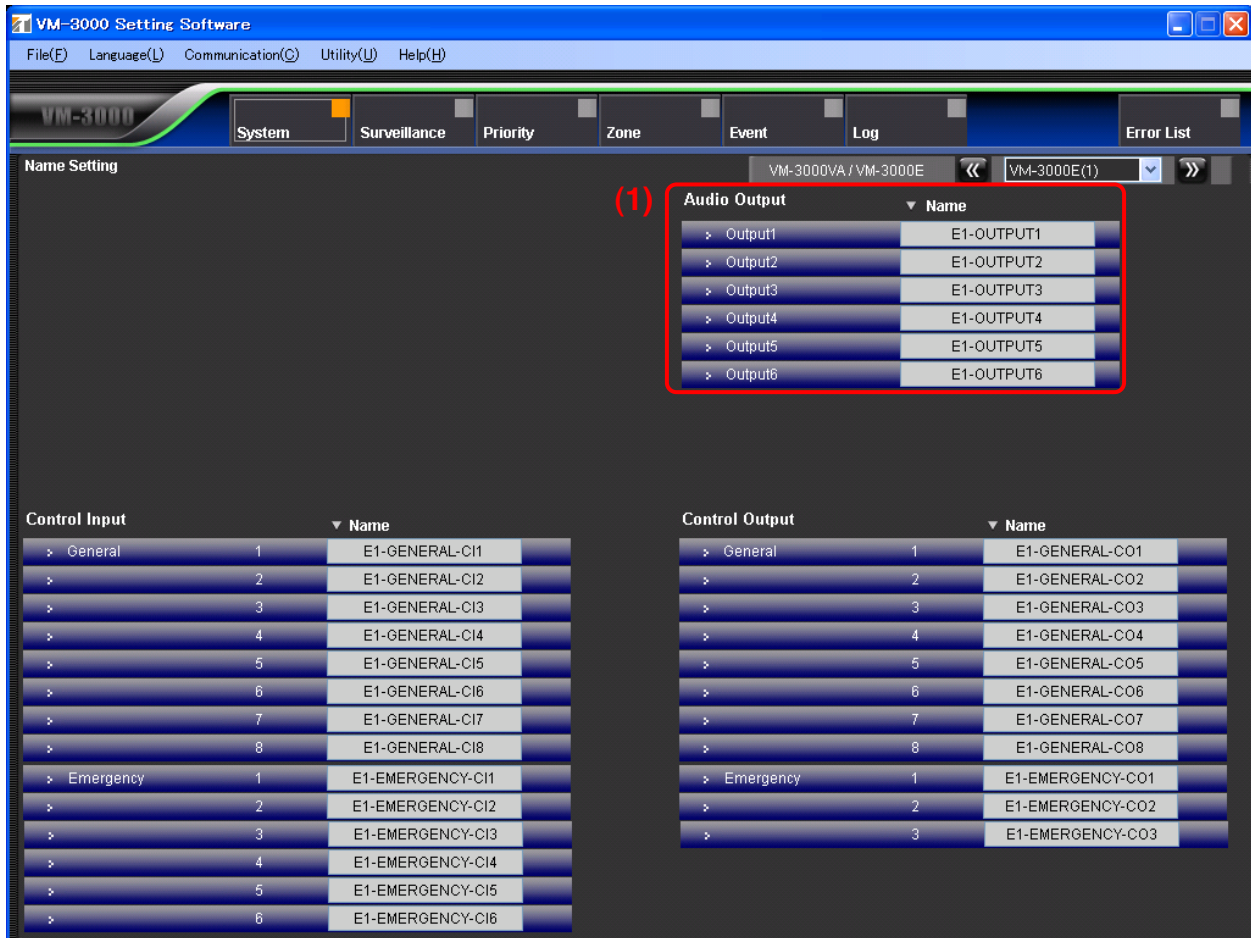 VM-3000 Setting Software
File(F) Language(L) Communication(C) Utility(U) Help(H)
VM-3000
System Surveillance Priority Zone Event Log Error List
Name Setting
VM-3000VA / VM-3000E VM-3000E(1)
(1)
Audio Output Name
Output1 E1-OUTPUT1
Output2 E1-OUTPUT2
Output3 E1-OUTPUT3
Output4 E1-OUTPUT4
Output5 E1-OUTPUT5
Output6 E1-OUTPUT6
Control Input Name
General 1 E1-GENERAL-CI1
2 E1-GENERAL-CI2
3 E1-GENERAL-CI3
4 E1-GENERAL-CI4
5 E1-GENERAL-CI5
6 E1-GENERAL-CI6
7 E1-GENERAL-CI7
8 E1-GENERAL-CI8
Emergency 1 E1-EMERGENCY-CI1
2 E1-EMERGENCY-CI2
3 E1-EMERGENCY-CI3
4 E1-EMERGENCY-CI4
5 E1-EMERGENCY-CI5
6 E1-EMERGENCY-CI6
Control Output Name
General 1 E1-GENERAL-CO1
2 E1-GENERAL-CO2
3 E1-GENERAL-CO3
4 E1-GENERAL-CO4
5 E1-GENERAL-CO5
6 E1-GENERAL-CO6
7 E1-GENERAL-CO7
8 E1-GENERAL-CO8
Emergency 1 E1-EMERGENCY-CO1
2 E1-EMERGENCY-CO2
3 E1-EMERGENCY-CO3